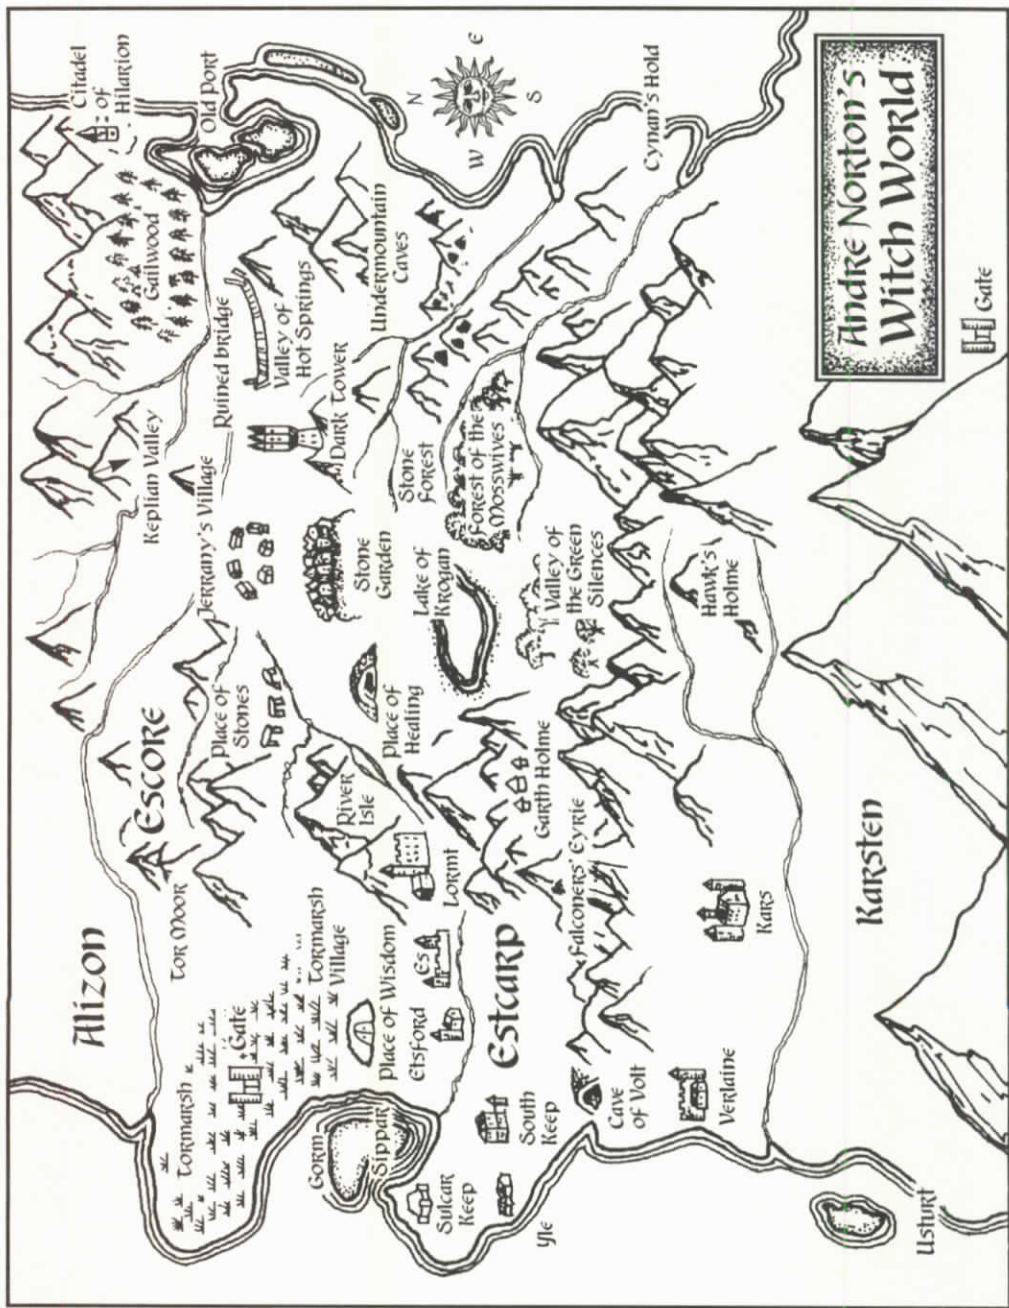 Andre Norton's
Witch World
N
E
S
W
Alizon
Escore
Estcarp
Karsten
Citadel
of
Hilarion
Old Port
Gailwood
Keplian Valley
Ruined bridge
Valley of
Hot Springs
Undermountain
Caves
Cynan's Hold
Jerrany's Village
Dark Tower
Stone
Forest
Forest of the
Mosswives
Stone
Garden
Lake of
Krogan
Valley of
the Green
Silences
Hawk's
Holme
Gate
Place of
Stones
Place of
Healing
River
Isle
Garth Holme
Lormt
Falconers' Eyrie
Tor Moor
Tormarsh
Gate
Tormarsh
Village
Place of Wisdom
Es
Etsford
Kars
Gorm
Sippar
South
Keep
Cave
of Volt
Verlaine
Sulcar
Keep
Yle
Usturt